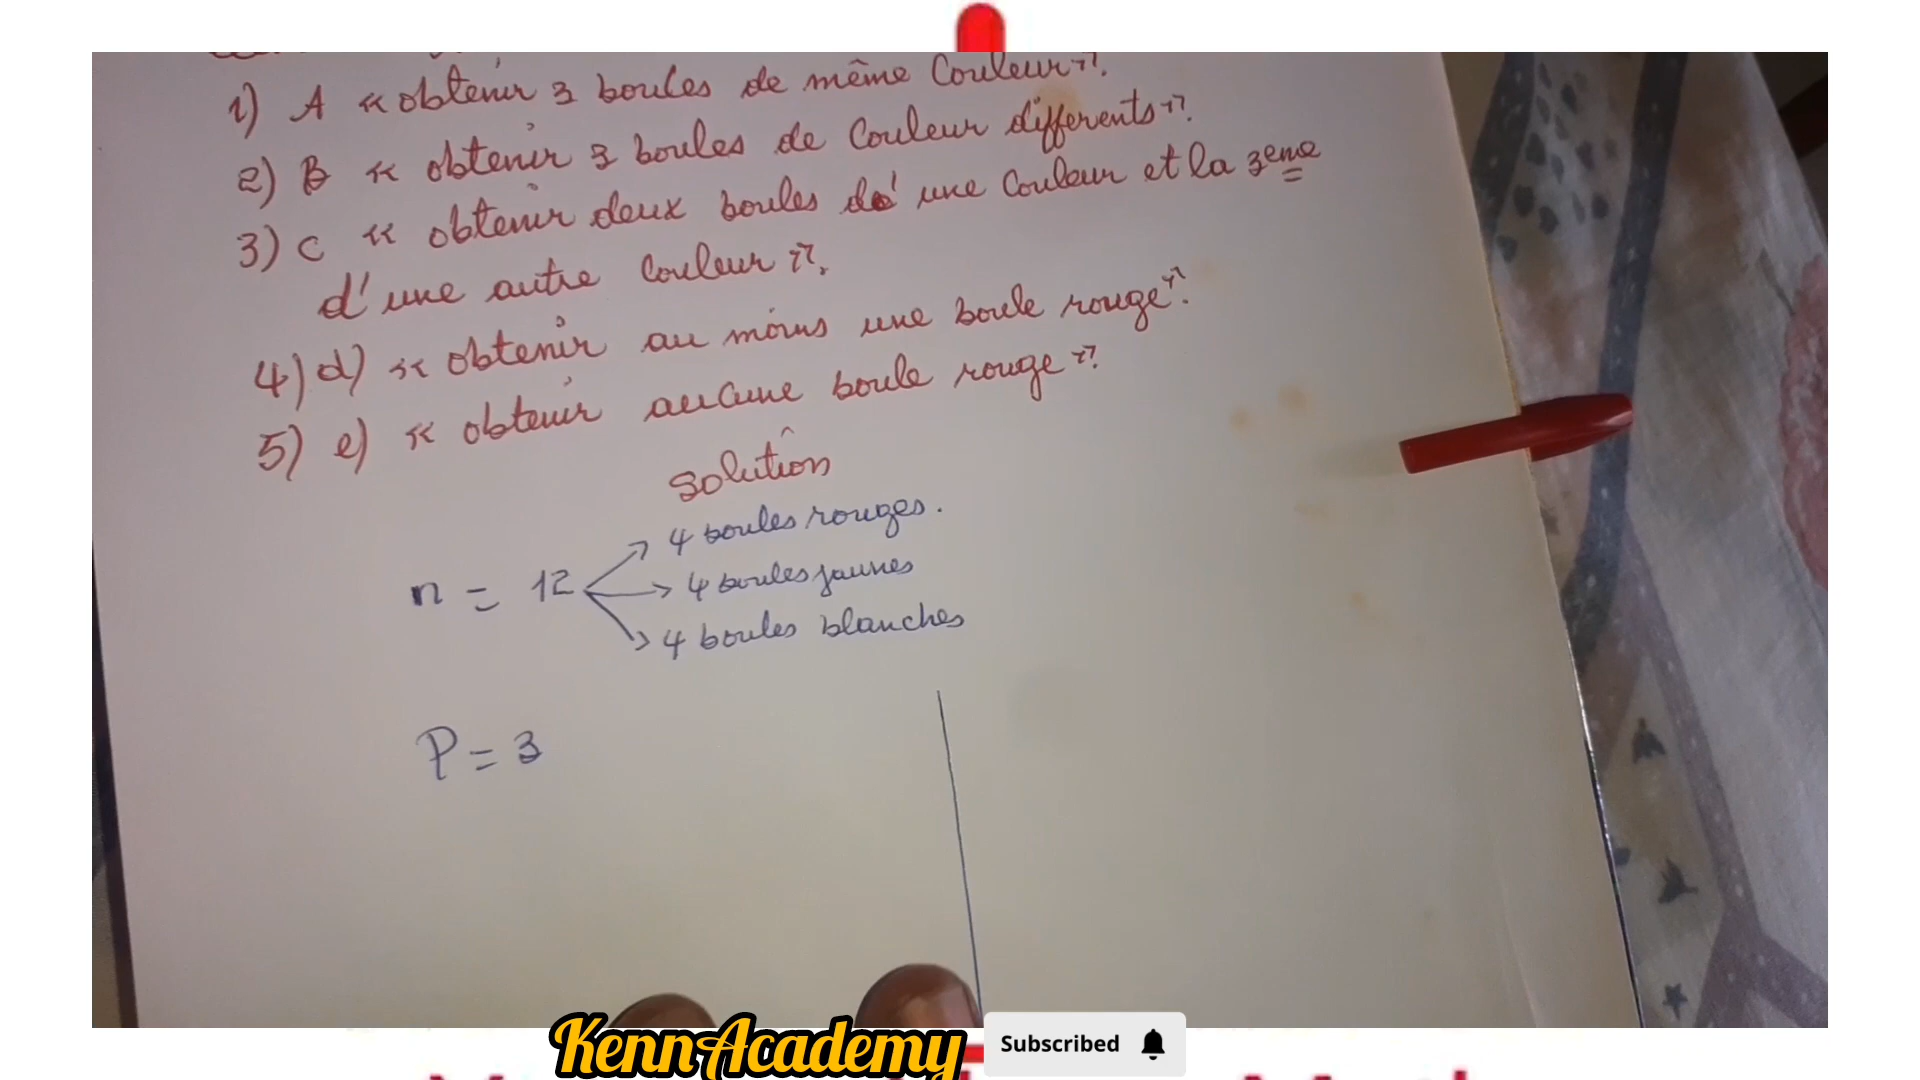 1) A « obtenir 3 boules de même Couleur ».
2) B « obtenir 3 boules de Couleur differents ».
3) C « obtenir deux boules d' une Couleur et la 3eme
d'une autre Couleur ».
4) d) « obtenir au moins une boule rouge ».
5) e) « obtenir aucune boule rouge »
Solution
4 boules rouges.
n = 12 4 boules jaunes
4 boules blanches
P = 3
KennAcademy
Subscribed